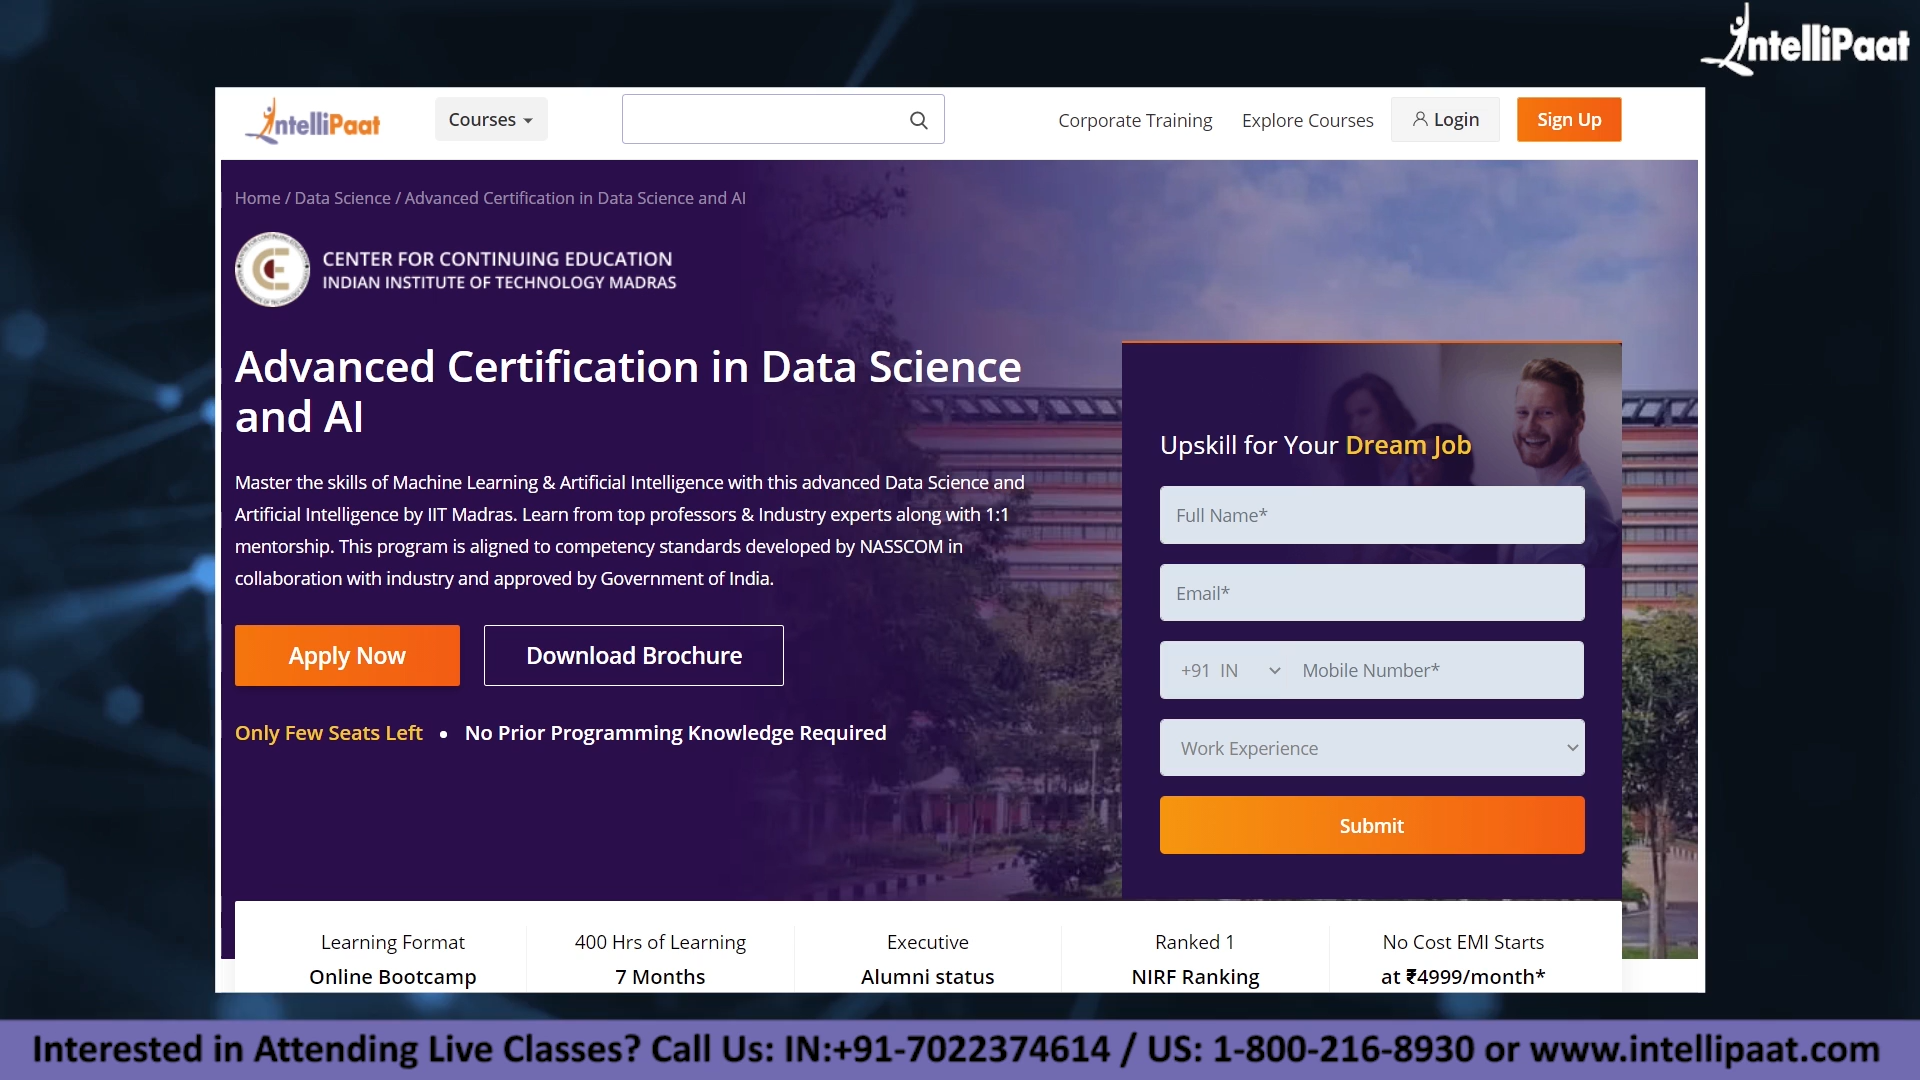 IntelliPaat
IntelliPaat
Courses
Corporate Training
Explore Courses
Login
Sign Up
Home / Data Science / Advanced Certification in Data Science and AI
CENTER FOR CONTINUING EDUCATION
INDIAN INSTITUTE OF TECHNOLOGY MADRAS
Advanced Certification in Data Science
and AI
Master the skills of Machine Learning & Artificial Intelligence with this advanced Data Science and
Artificial Intelligence by IIT Madras. Learn from top professors & Industry experts along with 1:1
mentorship. This program is aligned to competency standards developed by NASSCOM in
collaboration with industry and approved by Government of India.
Apply Now
Download Brochure
Only Few Seats Left • No Prior Programming Knowledge Required
Upskill for Your Dream Job
Full Name*
Email*
+91 IN
Mobile Number*
Work Experience
Submit
Learning Format
Online Bootcamp
400 Hrs of Learning
7 Months
Executive
Alumni status
Ranked 1
NIRF Ranking
No Cost EMI Starts
at ₹4999/month*
Interested in Attending Live Classes? Call Us: IN:+91-7022374614 / US: 1-800-216-8930 or www.intellipaat.com